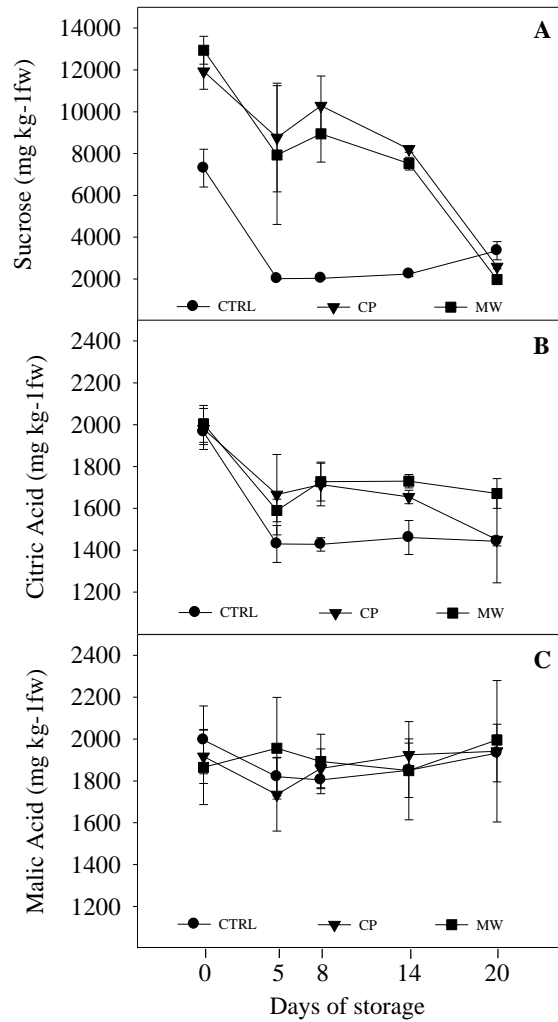 A
14000
12000
10000
8000
6000
4000
2000
Sucrose (mg kg-1fw)
CTRL CP MW
B
2400
2200
2000
1800
1600
1400
1200
Citric Acid (mg kg-1fw)
CTRL CP MW
C
2400
2200
2000
1800
1600
1400
1200
Malic Acid (mg kg-1fw)
CTRL CP MW
0 5 8 14 20
Days of storage